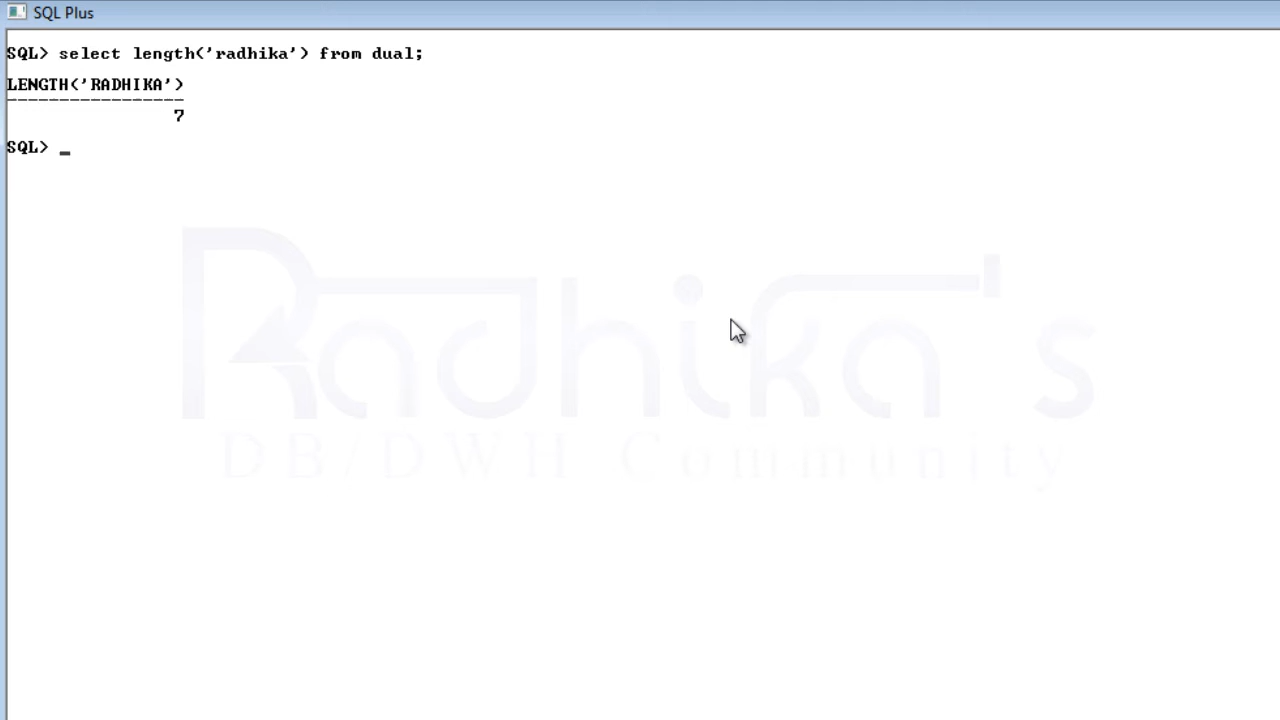 SQL Plus
SQL> select length('radhika') from dual;
LENGTH('RADHIKA')
-----------------
7
SQL> _
Radhika's
DB/DWH Community